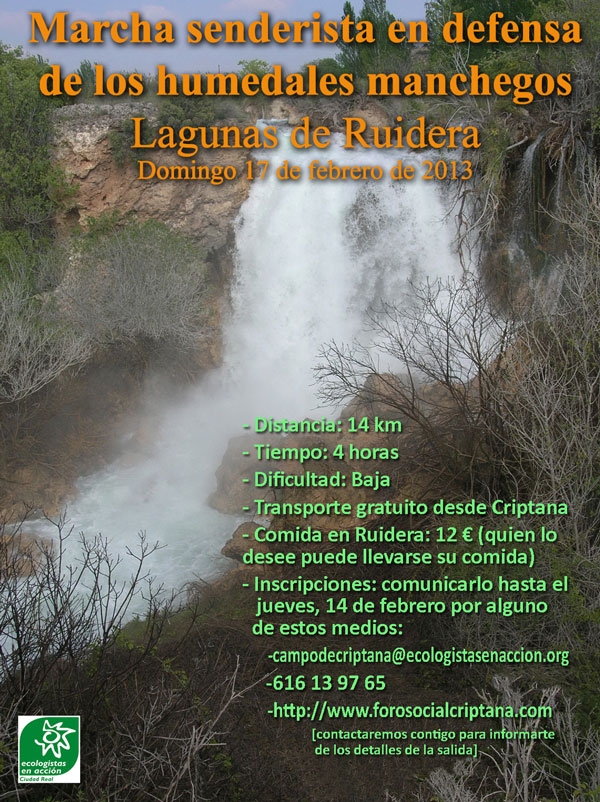 Marcha senderista en defensa
de los humedales manchegos
Lagunas de Ruidera
Domingo 17 de febrero de 2013
- Distancia: 14 km
- Tiempo: 4 horas
- Dificultad: Baja
- Transporte gratuito desde Criptana
- Comida en Ruidera: 12 € (quien lo
desee puede llevarse su comida)
- Inscripciones: comunicarlo hasta el
jueves, 14 de febrero por alguno
de estos medios:
-campodecriptana@ecologistasenaccion.org
-616 13 97 65
-http://www.forosocialcriptana.com
[contactaremos contigo para informarte
de los detalles de la salida]
ecologistas
en acción
Ciudad Real